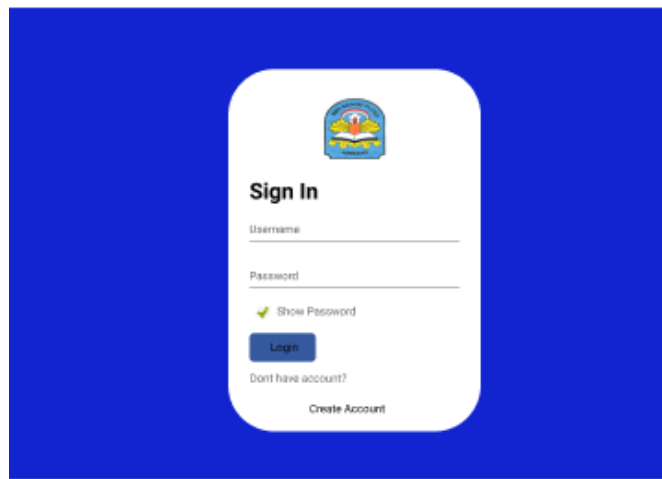 Sign In
Username
Password
Show Password
Login
Dont have account?
Create Account